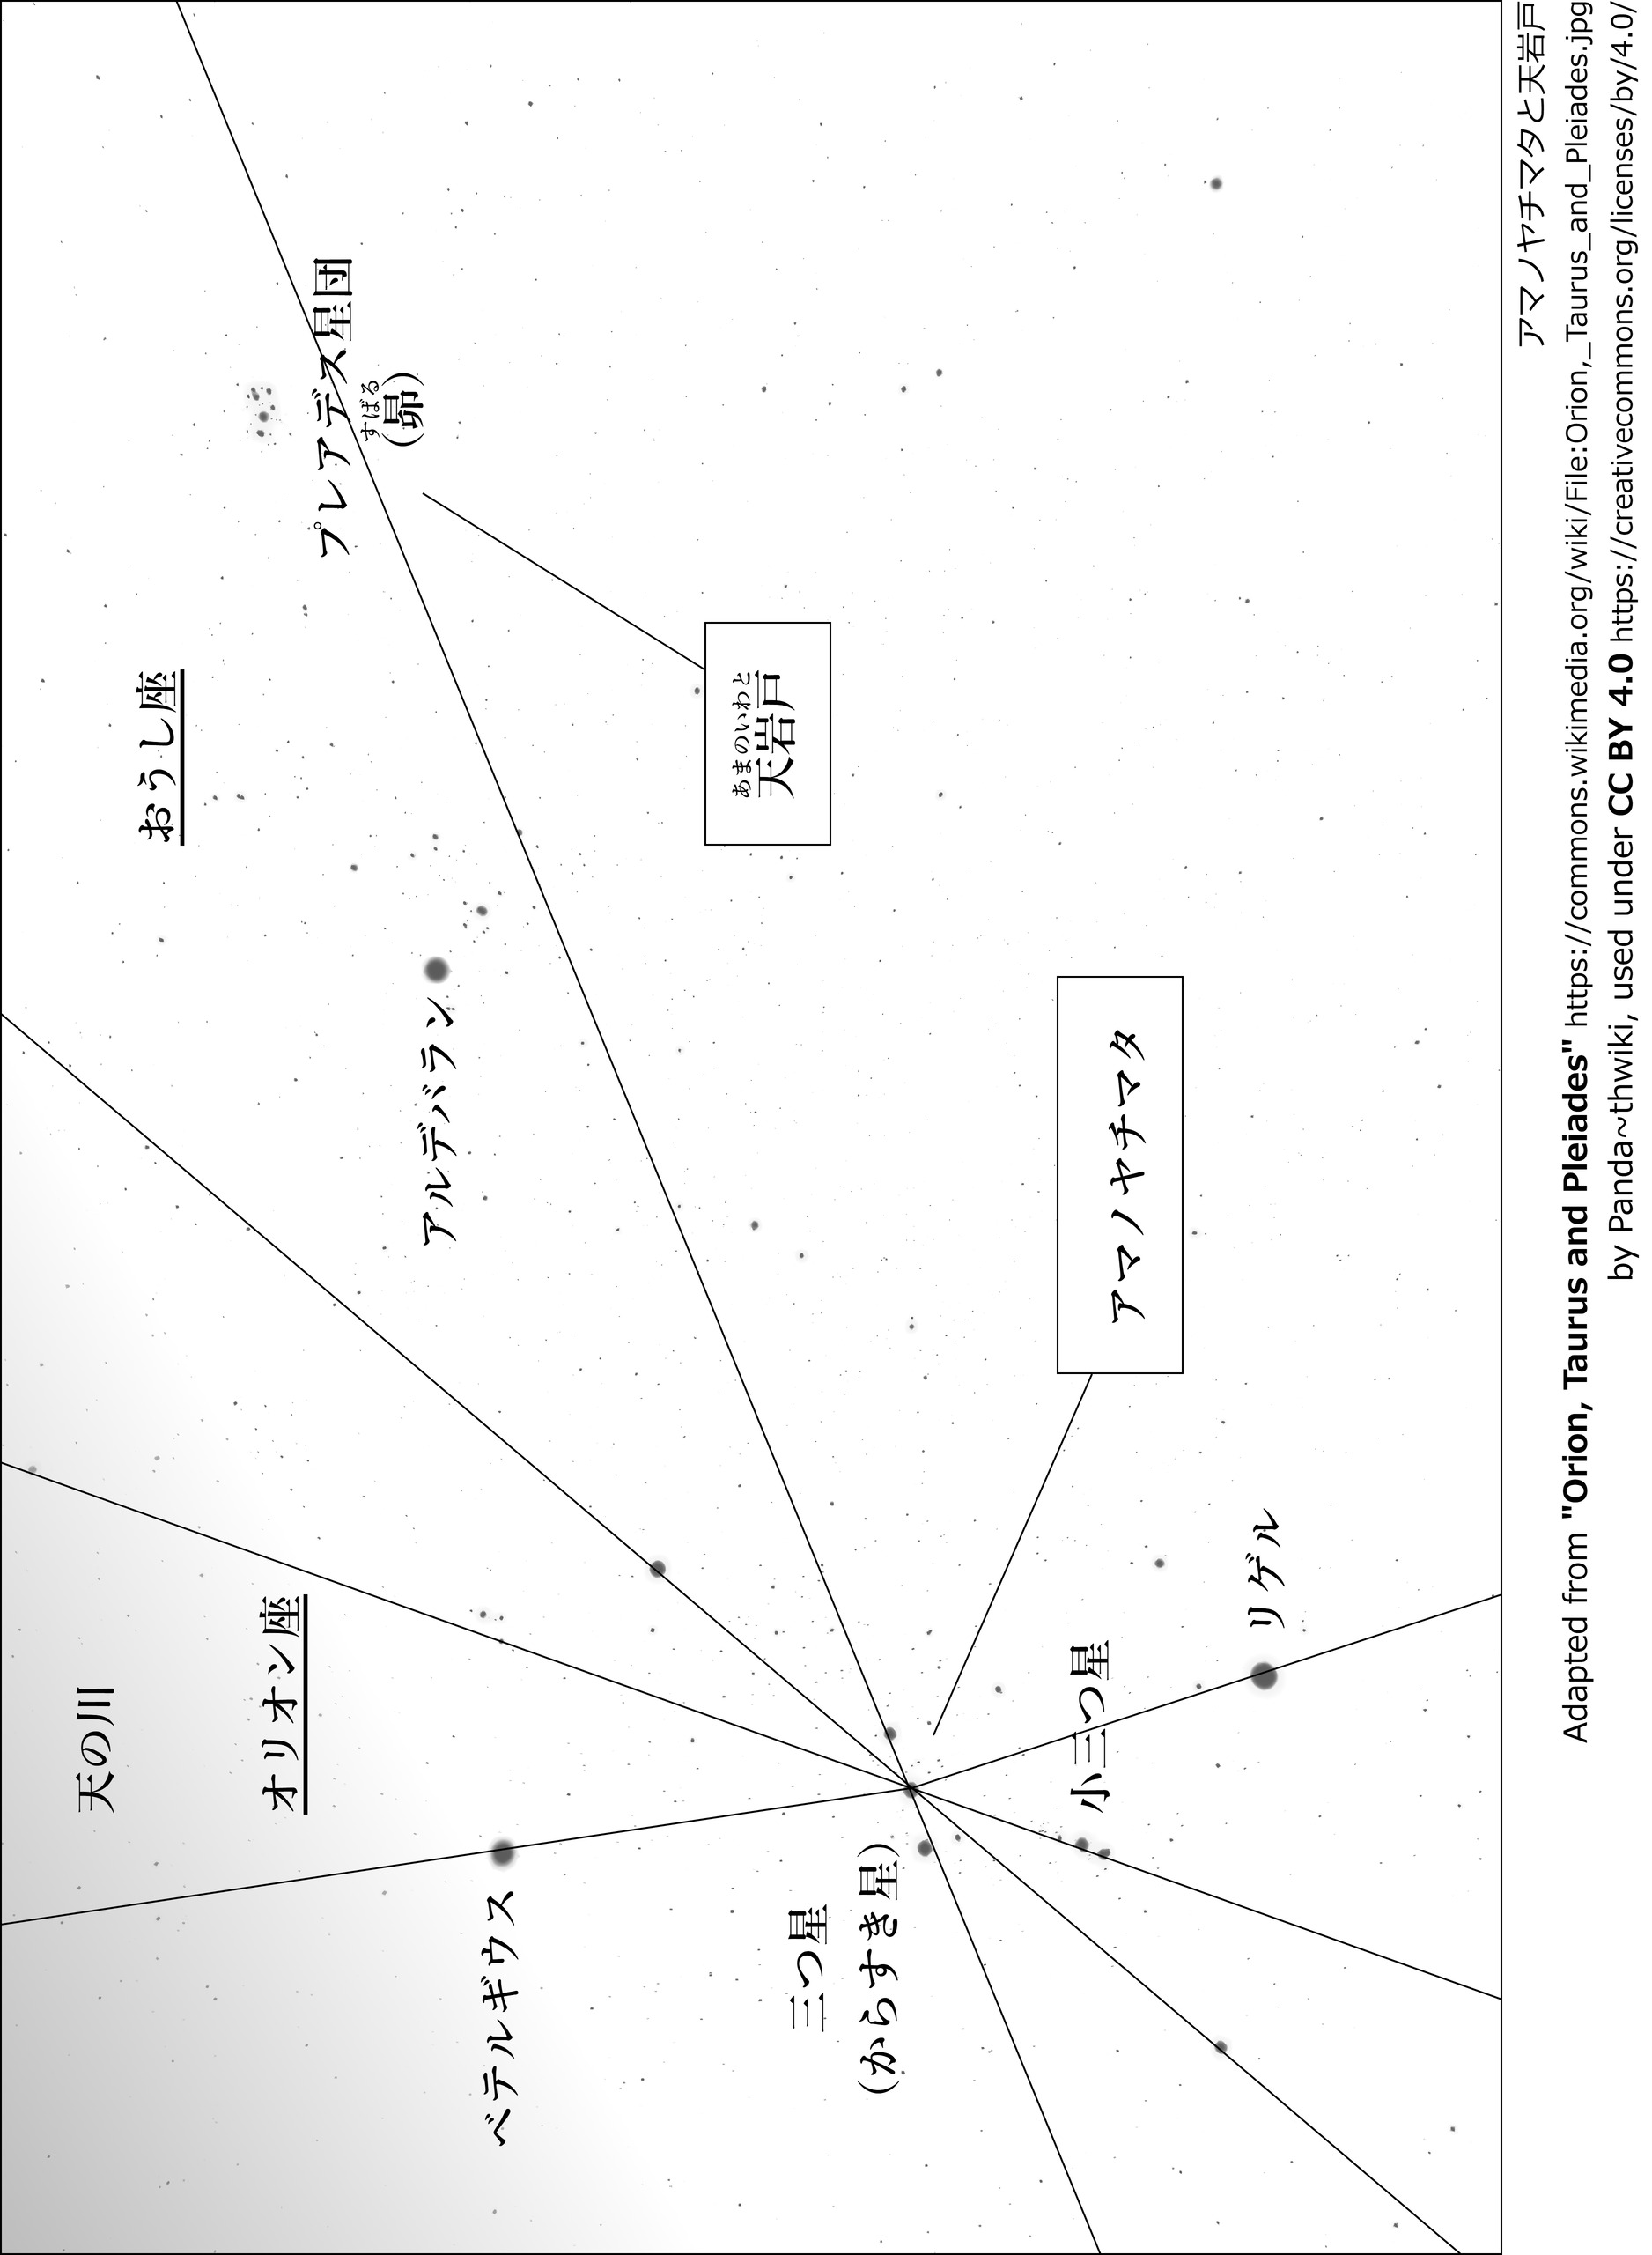 天の川
オリオン座
おうし座
プレアデス星団
すばる
(昴)
アルデバラン
ベテルギウス
あまのいわと
天岩戸
三つ星
(からすき星)
小三つ星
アマノヤチマタ
リゲル
アマノヤチマタと天岩戸
Adapted from "Orion, Taurus and Pleiades" https://commons.wikimedia.org/wiki/File:Orion,_Taurus_and_Pleiades.jpg
by Panda~thwiki, used under CC BY 4.0 https://creativecommons.org/licenses/by/4.0/